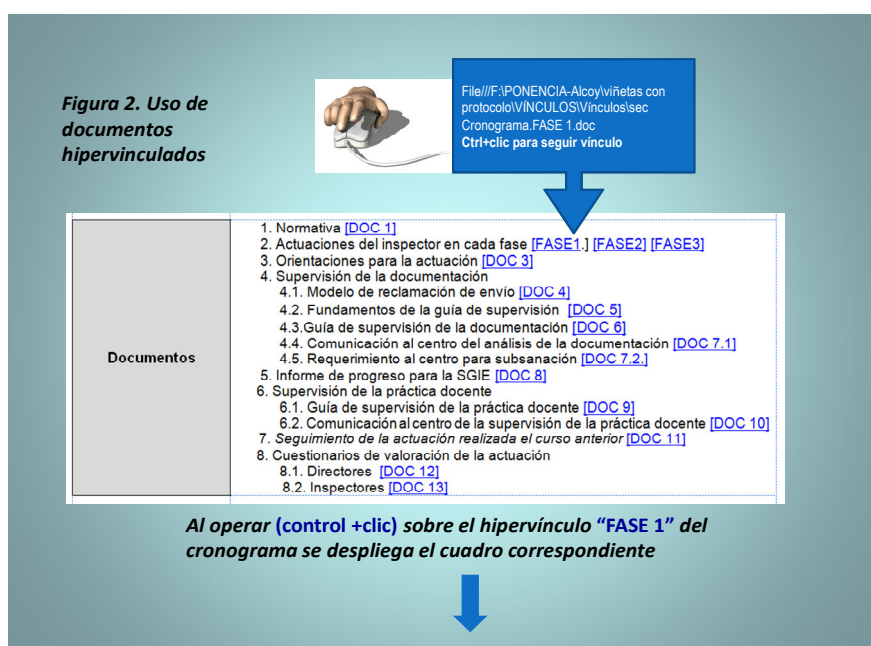 Figura 2. Uso de
documentos
hipervinculados
File///F:\PONENCIA-Alcoy\viñetas con
protocolo\VÍNCULOS\Vínculos\sec
Cronograma.FASE 1.doc
Ctrl+clic para seguir vínculo
Documentos
1. Normativa [DOC 1]
2. Actuaciones del inspector en cada fase [FASE1.] [FASE2] [FASE3]
3. Orientaciones para la actuación [DOC 3]
4. Supervisión de la documentación
4.1. Modelo de reclamación de envío [DOC 4]
4.2. Fundamentos de la guía de supervisión [DOC 5]
4.3.Guía de supervisión de la documentación [DOC 6]
4.4. Comunicación al centro del análisis de la documentación [DOC 7.1]
4.5. Requerimiento al centro para subsanación [DOC 7.2.]
5. Informe de progreso para la SGIE [DOC 8]
6. Supervisión de la práctica docente
6.1. Guía de supervisión de la práctica docente [DOC 9]
6.2. Comunicación al centro de la supervisión de la práctica docente [DOC 10]
7. Seguimiento de la actuación realizada el curso anterior [DOC 11]
8. Cuestionarios de valoración de la actuación
8.1. Directores [DOC 12]
8.2. Inspectores [DOC 13]
Al operar (control +clic) sobre el hipervínculo “FASE 1” del
cronograma se despliega el cuadro correspondiente